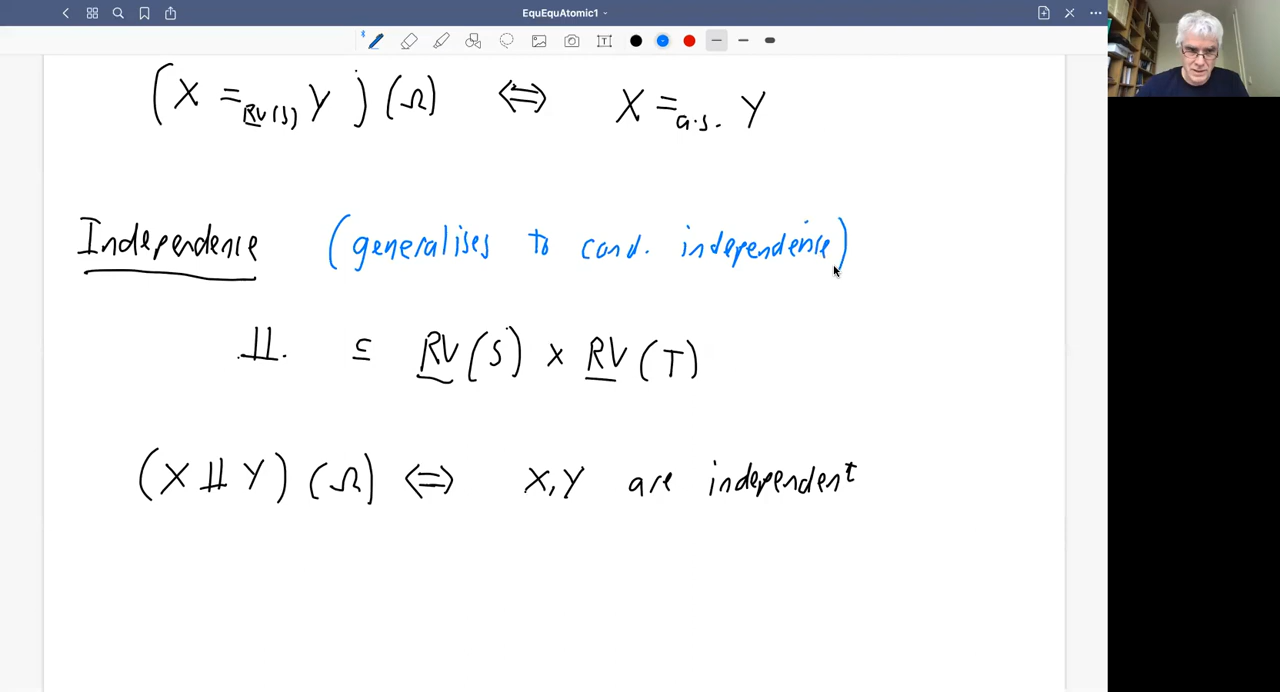 EquEquAtomic1
(X =_{RV(S)} Y)(Ω) ⇔ X =_{a.s.} Y
Independence (generalises to cond. independence)
⫫ ⊆ RV(S) × RV(T)
(X ⫫ Y)(Ω) ⇔ X, Y are independent